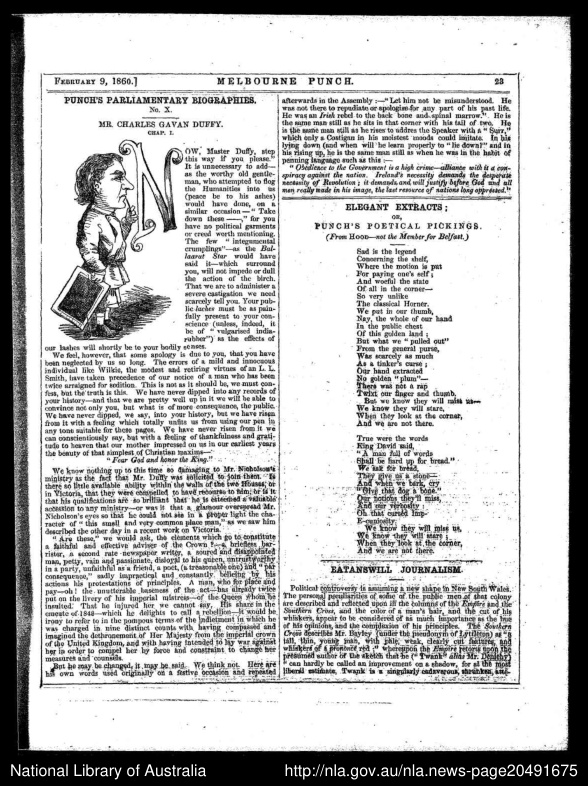 FEBRUARY 9, 1860.] MELBOURNE PUNCH. 23
PUNCH'S PARLIAMENTARY BIOGRAPHIES.
No. X.
MR. CHARLES GAVAN DUFFY.
CHAP. I.
NOW, Master Duffy, step
this way if you please."
It is unnecessary to add—
as the worthy old gentle-
man, who attempted to flog
the Humanities into us
(peace be to his ashes)
would have done, on a
similar occasion—"Take
down these ——," for you
have no political garments
or creed worth mentioning.
The few "integumental
crumplings"—as the Bal-
laarat Star would have
said it—which surround
you, will not impede or dull
the action of the birch.
That we are to administer a
severe castigation we need
scarcely tell you. Your pub-
lic laches must be as pain-
fully present to your con-
science (unless, indeed, it
be of "vulgarised india-
rubber") as the effects of
our lashes will shortly be to your bodily senses.
We feel, however, that some apology is due to you, that you have
been neglected by us so long. The errors of a mild and innocuous
individual like Wilkie, the modest and retiring virtues of an L. L.
Smith, have taken precedence of our notice of a man who has been
twice arraigned for sedition. This is not as it should be, we must con-
fess, but the truth is this. We have never dipped into any records of
your history—and that we are pretty well up in it we will be able to
convince not only you, but what is of more consequence, the public.
We have never dipped, we say, into your history, but we have risen
from it with a feeling which totally unfits us from using our pen in
any tone suitable for these pages. We have never risen from it we
can conscientiously say, but with a feeling of thankfulness and grati-
tude to heaven that our mother impressed on us in our earliest years
the beauty of that simplest of Christian maxims—
"Fear God and honor the King."
We know nothing up to this time so damaging to Mr. Nicholson's
ministry as the fact that Mr. Duffy was solicited to join them. Is
there so little available ability within the walls of the two Houses, or
in Victoria, that they were compelled to have recourse to him, or is it
that his qualifications are so brilliant that he is esteemed a valuable
accession to any ministry—or was it that a glamour overspread Mr.
Nicholson's eyes so that he could not see in a proper light the cha-
racter of "this small and very common place man," as we saw him
described the other day in a recent work on Victoria.
"Are these," we would ask, the elements which go to constitute
a faithful and effective adviser of the Crown?—a briefless bar-
rister, a second rate newspaper writer, a soured and disappointed
man, petty, vain and passionate, disloyal to his queen, untrustworthy
in a party, unfaithful as a friend, a poet, (a treasonable one) and "par
consequence," sadly impractical and constantly belieing by his
actions his protestations of principles. A man, who for place and
pay—oh! the unutterable baseness of the act—has already twice
put on the livery of his imperial mistress—of the Queen whom he
insulted. That he injured her we cannot say. His share in the
emeute of 1848—which he delights to call a rebellion—it would be
irony to refer to in the pompous terms of the indictment in which he
was charged in nine distinct counts with having compassed and
imagined the dethronement of Her Majesty from the imperial crown
of the United Kingdom, and with having intended to levy war against
her in order to compel her by force and constraint to change her
measures and counsels.
But he may be changed, it may be said. We think not. Here are
his own words used originally on a festive occasion and repeated
afterwards in the Assembly:—"Let him not be misunderstood. He
was not there to repudiate or apologise for any part of his past life.
He was an Irish rebel to the back bone and spinal marrow." He is
the same man still as he sits in that corner with his tail of two. He
is the same man still as he rises to address the Speaker with a "Surr,"
which only a Costigan in his moistest moods could imitate. In his
lying down (and when will he learn properly to "lie down?" and in
his rising up, he is the same man still as when he was in the habit of
penning language such as this:—
"Obedience to the Government is a high crime—alliance with it a con-
spiracy against the nation. Ireland's necessity demands the desperate
necessity of Revolution; it demands, and will justify before God and all
men really made in his image, the last resource of nations long oppressed."
ELEGANT EXTRACTS;
OR,
PUNCH'S POETICAL PICKINGS.
(From Hood—not the Member for Belfast.)
Sad is the legend
Concerning the shelf,
Where the motion is put
For paying one's self;
And woeful the state
Of all in the corner—
So very unlike
The classical Horner.
We put in our thumb,
Nay, the whole of our hand
In the public chest
Of this golden land;
But what we "pulled out"
From the general purse,
Was scarcely as much
As a tinker's curse;
Our hand extracted
No golden "plum"—
There was not a rap
Twixt our finger and thumb.
But we know they will miss us—
We know they will stare,
When they look at the corner,
And we are not there.
True were the words
King David said,
"A man full of words
Shall be hard up for bread."
We ask for bread,
They give us a stone—
And when we bark, cry
"Give that dog a bone."
Our notions they'll miss,
And our verbosity
Oh that cursed Imp-
E-cuniosity.
We know they will miss us,
We know they will stare;
When they look at the corner,
And we are not there.
EATANSWILL JOURNALISM.
Political controversy is assuming a new shape in New South Wales.
The personal peculiarities of some of the public men of that colony
are described and reflected upon in the columns of the Empire and the
Southern Cross, and the color of a man's hair, and the cut of his
whiskers, appear to be considered of as much importance as the hue
of his opinions, and the complexion of his principles. The Southern
Cross describes Mr. Bayley (under the pseudonym of Lyttleton) as "a
tall, thin, young man, with pale, weak, clearly cut features, and
whiskers of a promised red;" whereupon the Empire retorts upon the
presumed author of the sketch that he ("Twank" alias Mr. Deniehy)
"can hardly be called an improvement on a shadow, for at the most
liberal estimate, Twank is a singularly cadaverous, shrunken, and
National Library of Australia http://nla.gov.au/nla.news-page20491675